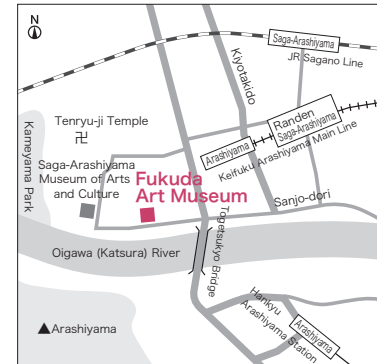 N
Saga-Arashiyama
JR Sagano Line
Kiyotakido
Randen
Saga-Arashiyama
Arashiyama
Keifuku Arashiyama Main Line
Tenryu-ji Temple
卍
Kameyama Park
Saga-Arashiyama
Museum of Arts
and Culture
Fukuda
Art Museum
Sanjo-dori
Togetsukyo Bridge
Oigawa (Katsura) River
Hankyu
Arashiyama Station
Arashiyama
▲Arashiyama